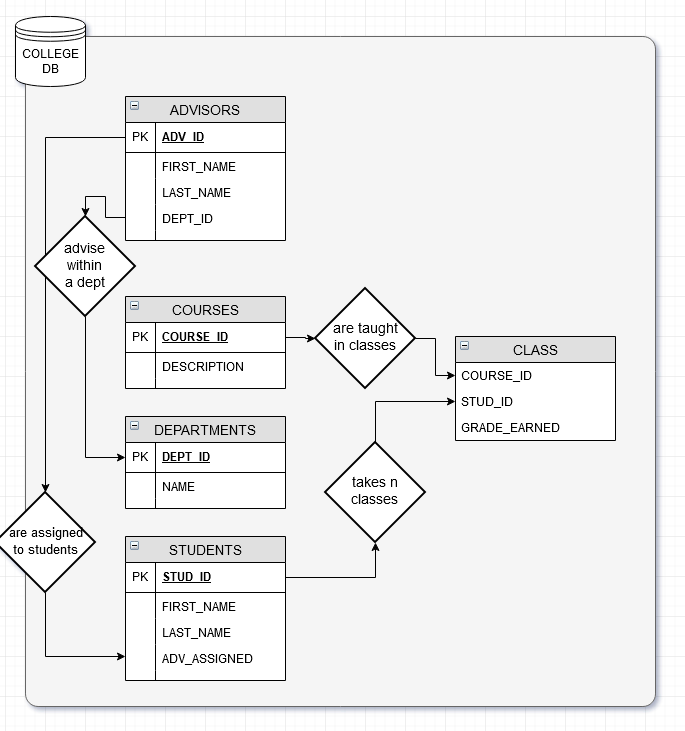 COLLEGE
DB
ADVISORS
PK ADV_ID
FIRST_NAME
LAST_NAME
DEPT_ID
advise
within
a dept
COURSES
PK COURSE_ID
DESCRIPTION
are taught
in classes
CLASS
COURSE_ID
STUD_ID
GRADE_EARNED
DEPARTMENTS
PK DEPT_ID
NAME
takes n
classes
are assigned
to students
STUDENTS
PK STUD_ID
FIRST_NAME
LAST_NAME
ADV_ASSIGNED